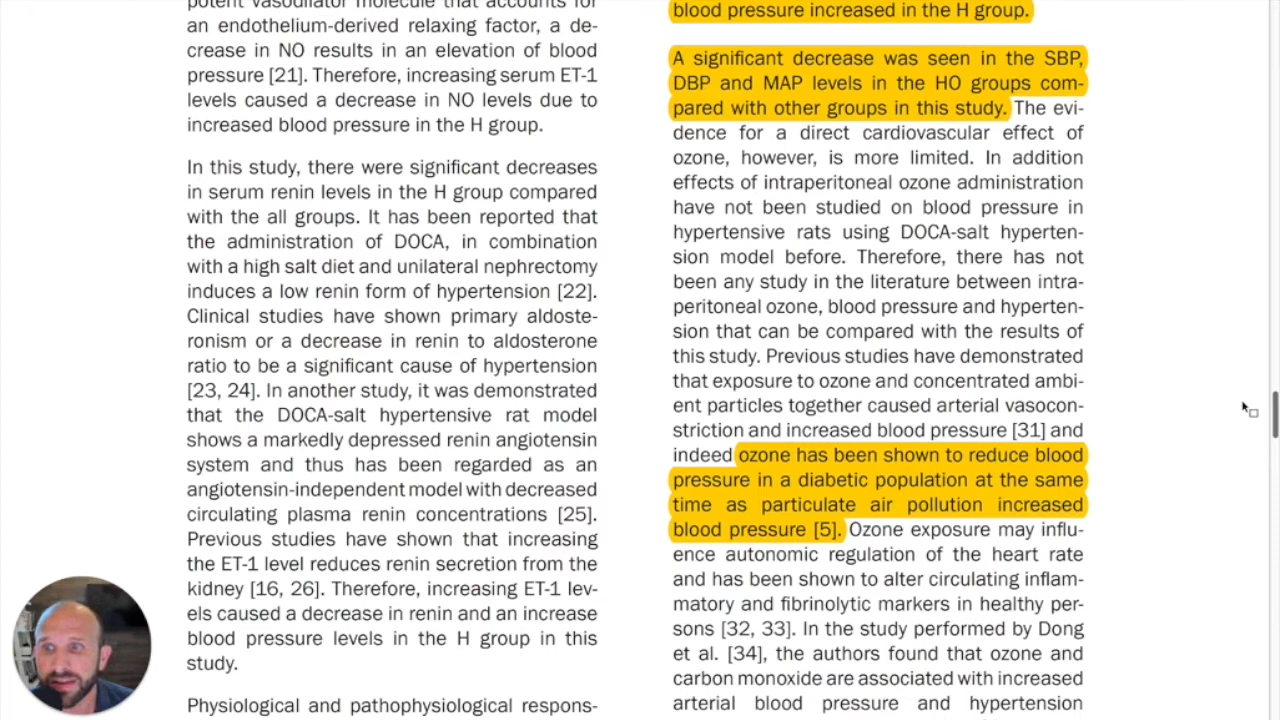 potent vasodilator molecule that accounts for
an endothelium-derived relaxing factor, a de-
crease in NO results in an elevation of blood
pressure [21]. Therefore, increasing serum ET-1
levels caused a decrease in NO levels due to
increased blood pressure in the H group.
In this study, there were significant decreases
in serum renin levels in the H group compared
with the all groups. It has been reported that
the administration of DOCA, in combination
with a high salt diet and unilateral nephrectomy
induces a low renin form of hypertension [22].
Clinical studies have shown primary aldoste-
ronism or a decrease in renin to aldosterone
ratio to be a significant cause of hypertension
[23, 24]. In another study, it was demonstrated
that the DOCA-salt hypertensive rat model
shows a markedly depressed renin angiotensin
system and thus has been regarded as an
angiotensin-independent model with decreased
circulating plasma renin concentrations [25].
Previous studies have shown that increasing
the ET-1 level reduces renin secretion from the
kidney [16, 26]. Therefore, increasing ET-1 lev-
els caused a decrease in renin and an increase
blood pressure levels in the H group in this
study.
Physiological and pathophysiological respons-
blood pressure increased in the H group.
A significant decrease was seen in the SBP,
DBP and MAP levels in the HO groups com-
pared with other groups in this study. The evi-
dence for a direct cardiovascular effect of
ozone, however, is more limited. In addition
effects of intraperitoneal ozone administration
have not been studied on blood pressure in
hypertensive rats using DOCA-salt hyperten-
sion model before. Therefore, there has not
been any study in the literature between intra-
peritoneal ozone, blood pressure and hyperten-
sion that can be compared with the results of
this study. Previous studies have demonstrated
that exposure to ozone and concentrated ambi-
ent particles together caused arterial vasocon-
striction and increased blood pressure [31] and
indeed ozone has been shown to reduce blood
pressure in a diabetic population at the same
time as particulate air pollution increased
blood pressure [5]. Ozone exposure may influ-
ence autonomic regulation of the heart rate
and has been shown to alter circulating inflam-
matory and fibrinolytic markers in healthy per-
sons [32, 33]. In the study performed by Dong
et al. [34], the authors found that ozone and
carbon monoxide are associated with increased
arterial blood pressure and hypertension